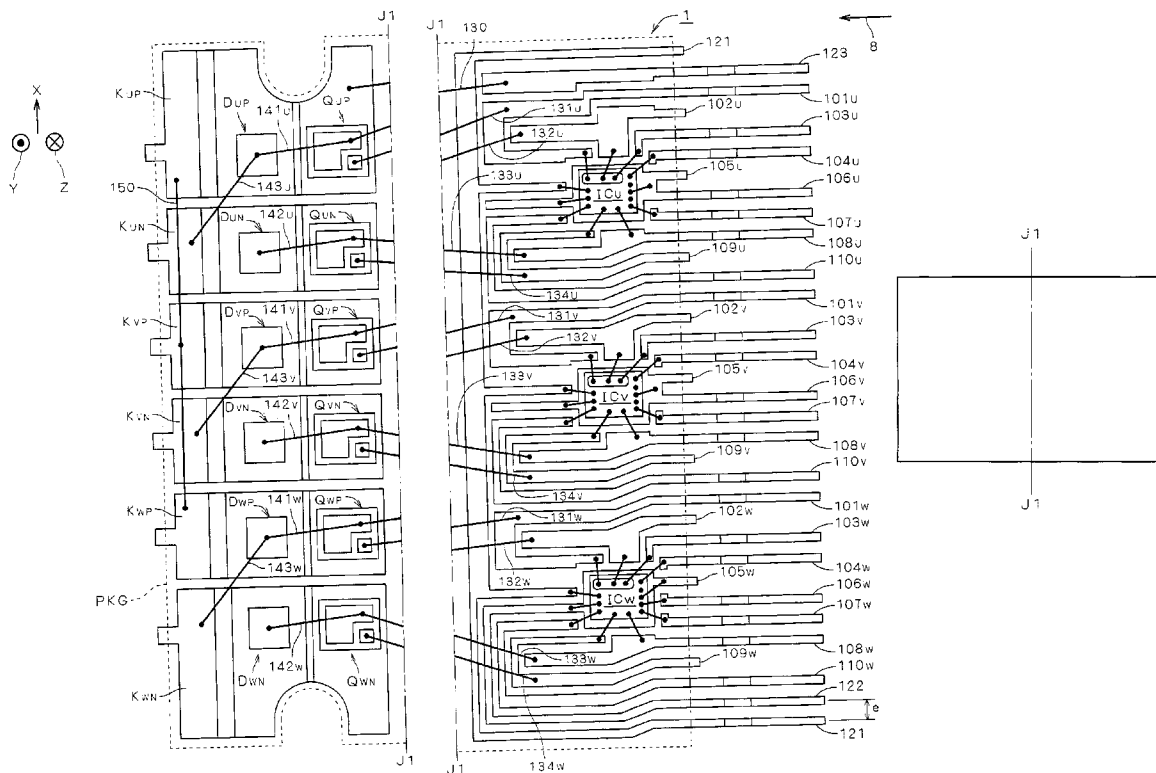 J1
J1
130
1
121
8
123
101U
102U
103U
104U
105U
106U
107U
108U
109U
110U
X
Y
Z
KUP
DUP
141U
QUP
131U
132U
ICU
150
143U
133U
KUN
DUN
142U
QUN
134U
KVP
DVP
141V
QVP
101V
131V
102V
132V
103V
104V
143V
133V
ICV
105V
106V
107V
KVN
DVN
142V
QVN
108V
109V
134V
110V
KWP
DWP
141W
QWP
101W
131W
102W
103W
143W
132W
104W
105W
ICW
106W
107W
PKG
108W
133W
109W
DWN
142W
QWN
110W
KWN
122
e
121
134W
J1
J1
J1
J1